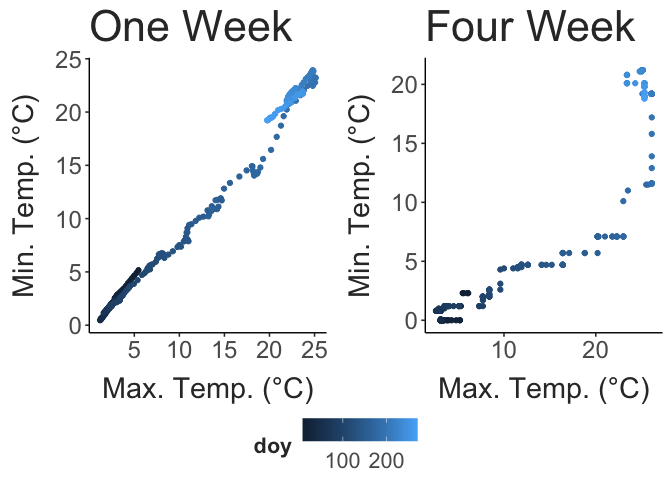 One Week
Min. Temp. (°C)
25
20
15
10
5
0
5 10 15 20 25
Max. Temp. (°C)
Four Week
Min. Temp. (°C)
20
15
10
5
0
10 20
Max. Temp. (°C)
doy
100 200